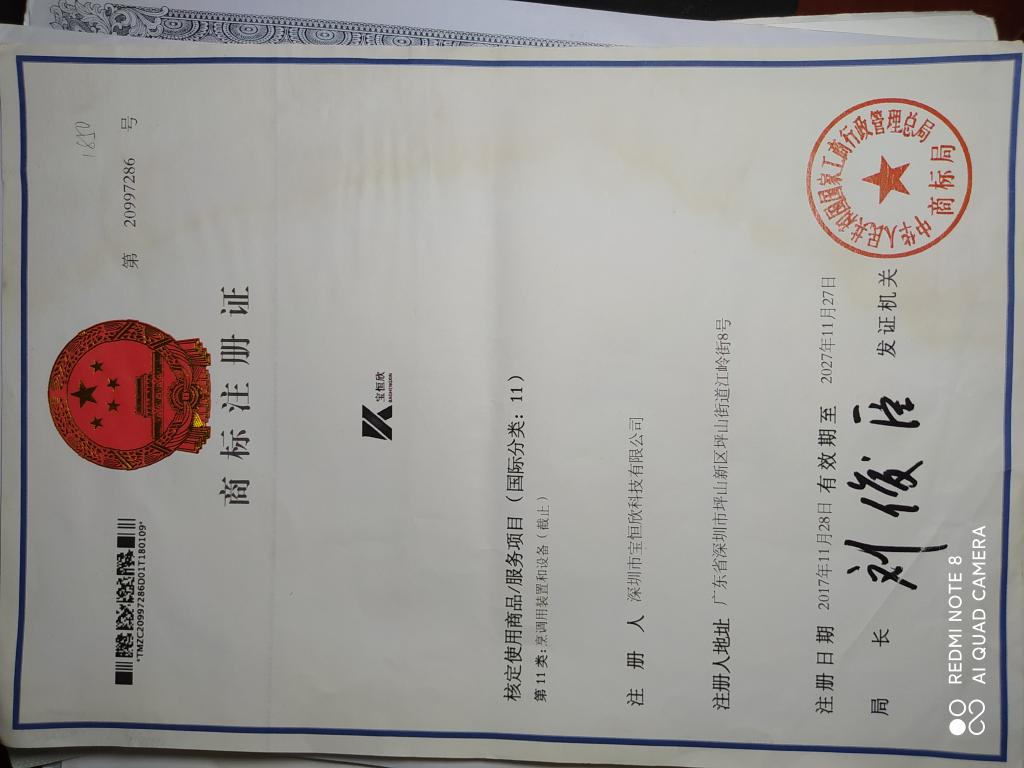 1850
第 20997286 号
*TMZC20997286D01T180109*
商标注册证
宝恒欣
BAOHENGXIN
核定使用商品/服务项目（国际分类：11）
第 11 类:烹调用装置和设备（截止）
注 册 人 深圳市宝恒欣科技有限公司
注册人地址 广东省深圳市坪山新区坪山街道江岭街8号
注册日期 2017年11月28日 有效期至 2027年11月27日
局 长 刘俊臣 发证机关
中华人民共和国国家工商行政管理总局
商标局
REDMI NOTE 8
AI QUAD CAMERA